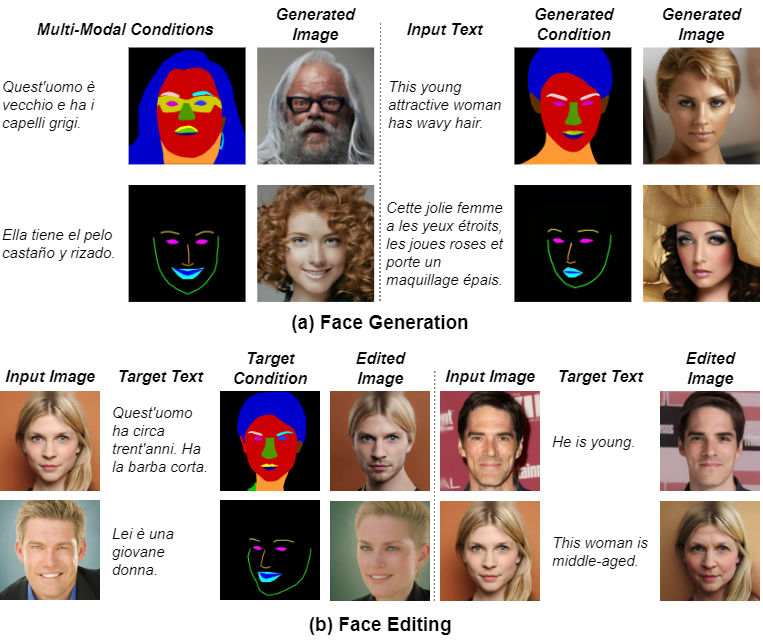 Multi-Modal Conditions
Generated
Image
Input Text
Generated
Condition
Generated
Image
Quest'uomo è
vecchio e ha i
capelli grigi.
This young
attractive woman
has wavy hair.
Ella tiene el pelo
castaño y rizado.
Cette jolie femme
a les yeux étroits,
les joues roses et
porte un
maquillage épais.
(a) Face Generation
Input Image
Target Text
Target
Condition
Edited
Image
Input Image
Target Text
Edited
Image
Quest'uomo
ha circa
trent'anni. Ha
la barba corta.
He is young.
Lei è una
giovane
donna.
This woman is
middle-aged.
(b) Face Editing